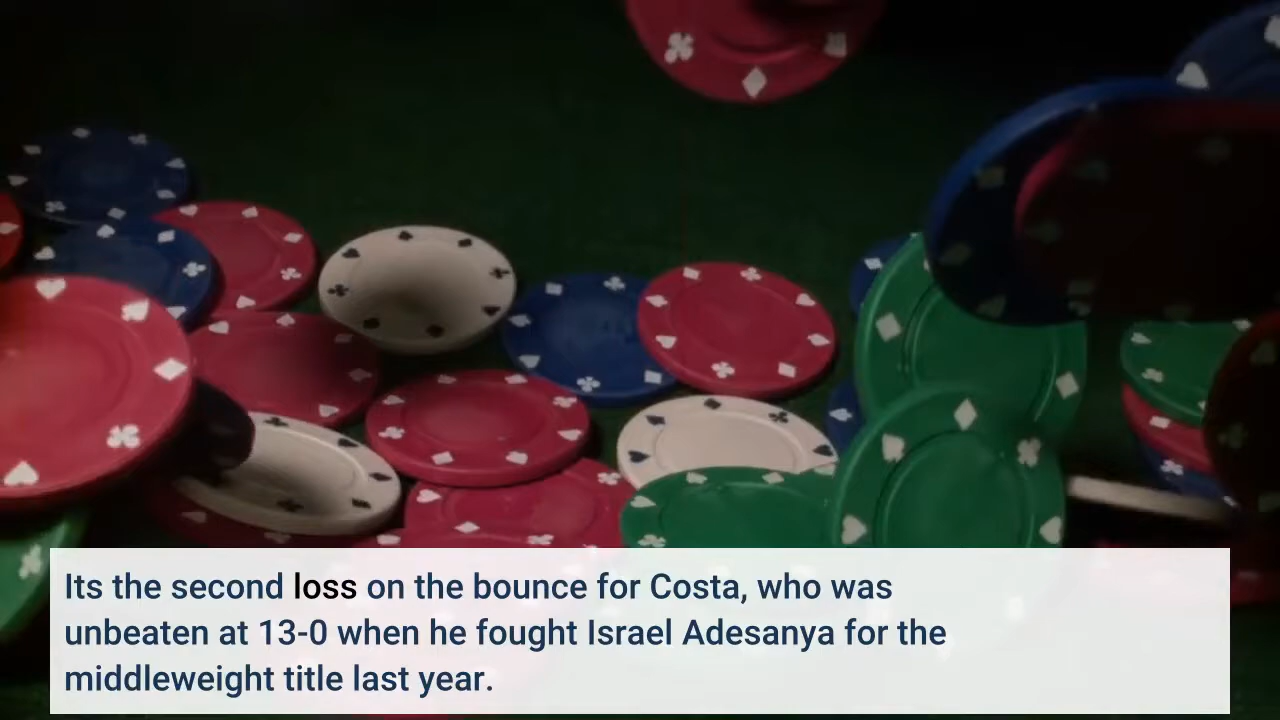 Its the second loss on the bounce for Costa, who was
unbeaten at 13-0 when he fought Israel Adesanya for the
middleweight title last year.